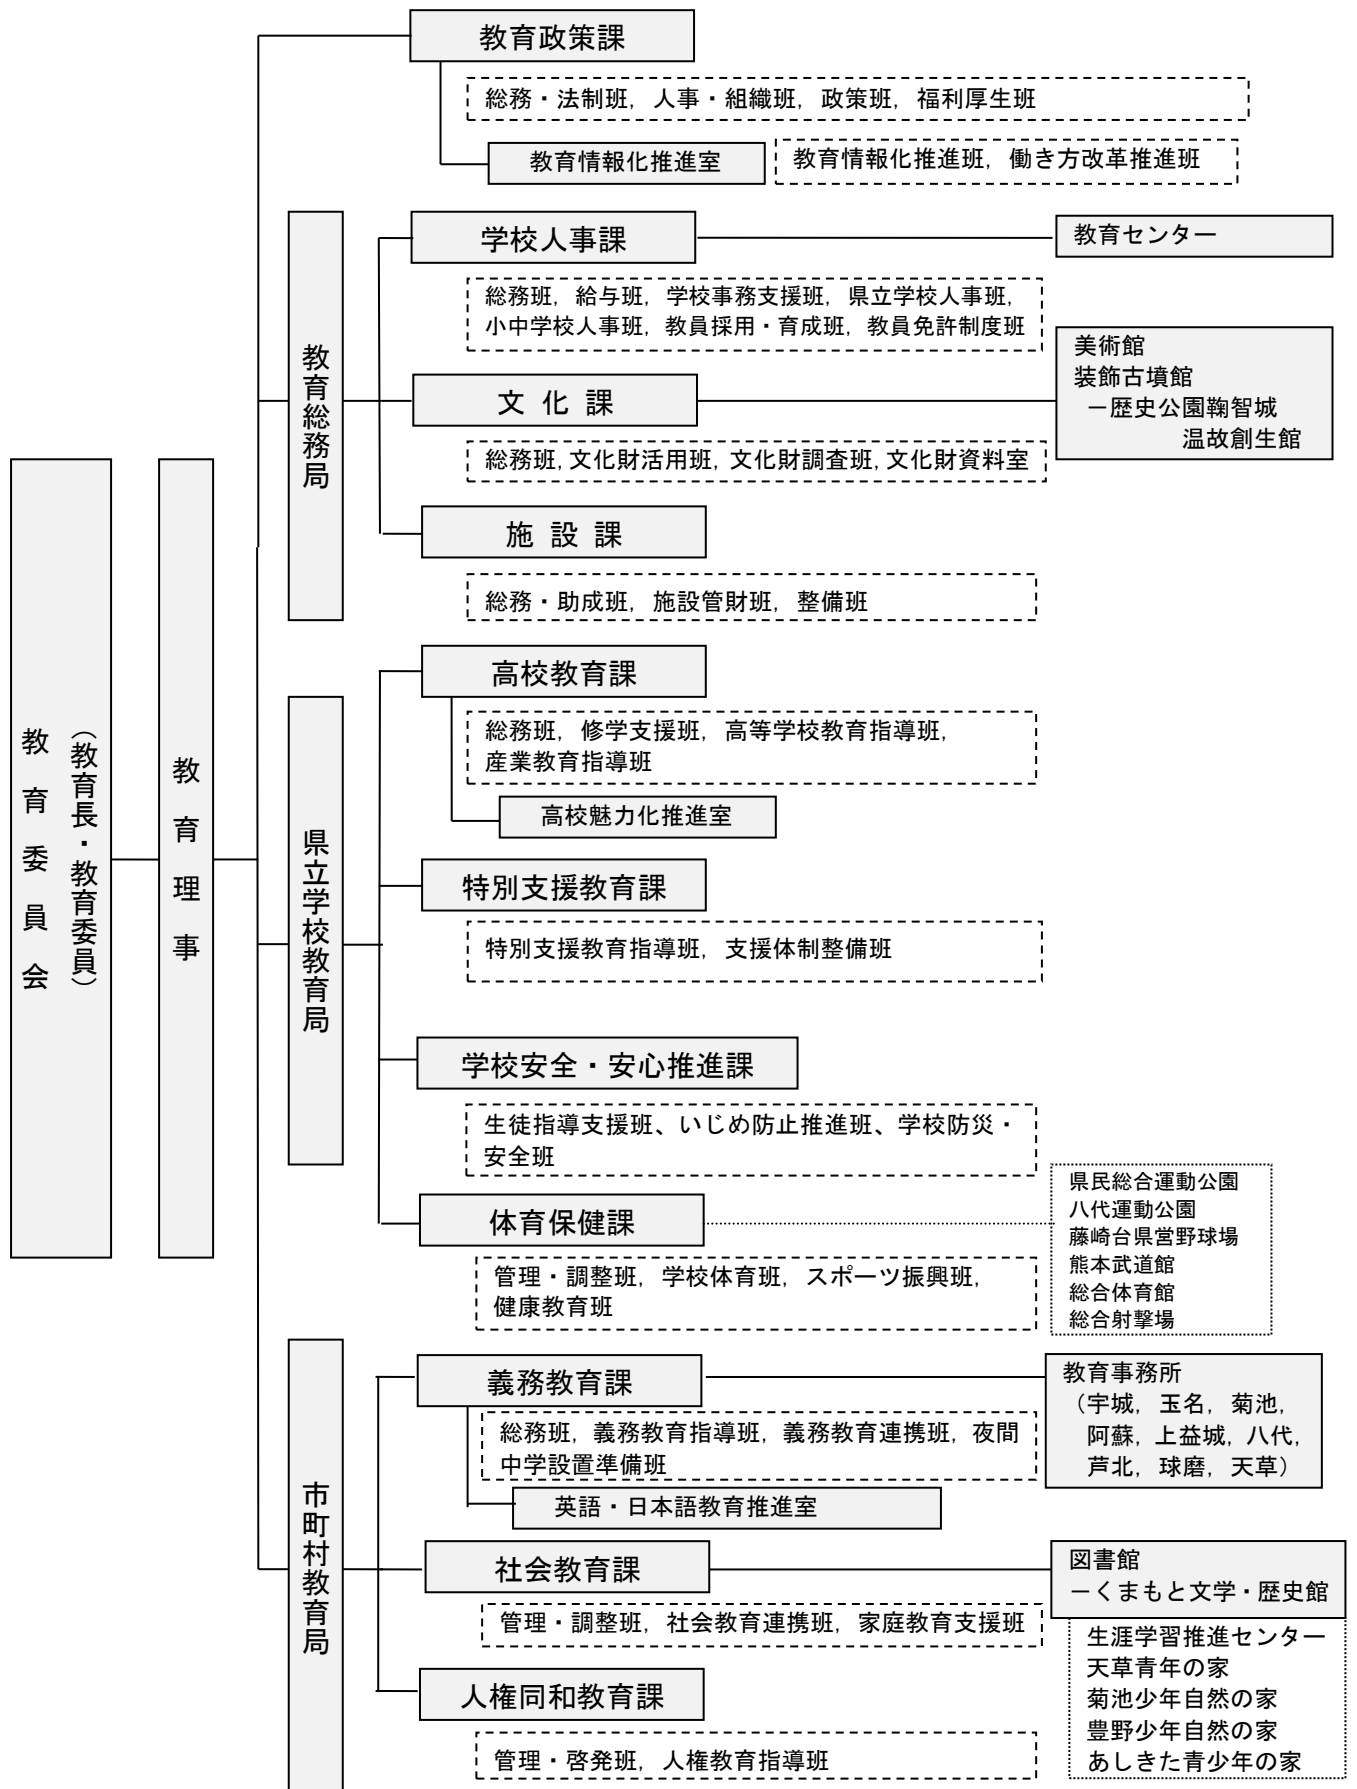 教育政策課
総務・法制班，人事・組織班，政策班，福利厚生班
教育情報化推進室
教育情報化推進班，働き方改革推進班
教育委員会
（教育長・教育委員）
教育理事
教育総務局
学校人事課
教育センター
総務班，給与班，学校事務支援班，県立学校人事班，
小中学校人事班，教員採用・育成班，教員免許制度班
文化課
美術館
装飾古墳館
－歴史公園鞠智城
温故創生館
総務班，文化財活用班，文化財調査班，文化財資料室
施設課
総務・助成班，施設管財班，整備班
県立学校教育局
高校教育課
総務班，修学支援班，高等学校教育指導班，
産業教育指導班
高校魅力化推進室
特別支援教育課
特別支援教育指導班，支援体制整備班
学校安全・安心推進課
生徒指導支援班、いじめ防止推進班、学校防災・
安全班
体育保健課
県民総合運動公園
八代運動公園
藤崎台県営野球場
熊本武道館
総合体育館
総合射撃場
管理・調整班，学校体育班，スポーツ振興班，
健康教育班
市町村教育局
義務教育課
教育事務所
（宇城，玉名，菊池，
阿蘇，上益城，八代，
芦北，球磨，天草）
総務班，義務教育指導班，義務教育連携班，夜間
中学設置準備班
英語・日本語教育推進室
社会教育課
図書館
－くまもと文学・歴史館
管理・調整班，社会教育連携班，家庭教育支援班
生涯学習推進センター
天草青年の家
菊池少年自然の家
豊野少年自然の家
あしきた青少年の家
人権同和教育課
管理・啓発班，人権教育指導班